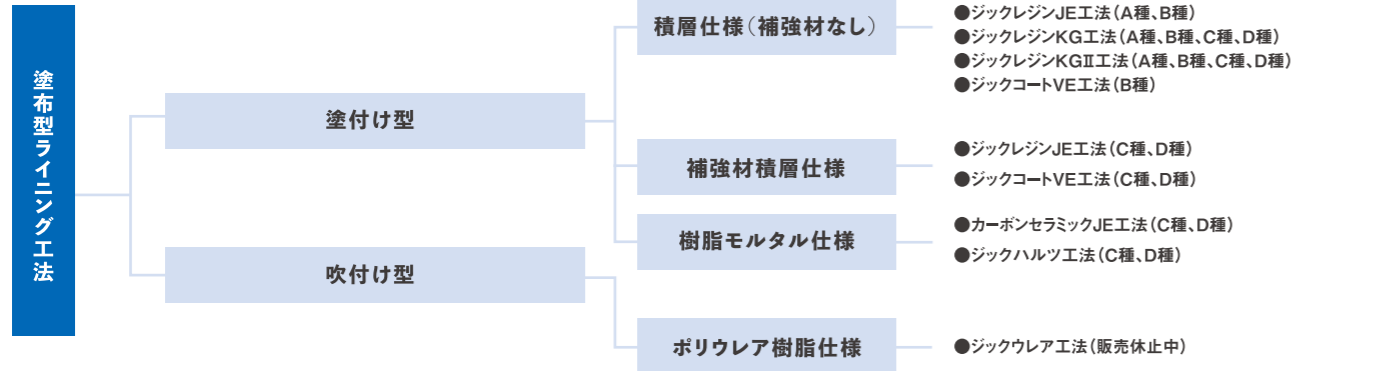 塗布型ライニング工法
塗付け型
積層仕様（補強材なし）
●ジックレジンJE工法（A種、B種）
●ジックレジンKG工法（A種、B種、C種、D種）
●ジックレジンKGⅡ工法（A種、B種、C種、D種）
●ジックコートVE工法（B種）
補強材積層仕様
●ジックレジンJE工法（C種、D種）
●ジックコートVE工法（C種、D種）
樹脂モルタル仕様
●カーボンセラミックJE工法（C種、D種）
●ジックハルツ工法（C種、D種）
吹付け型
ポリウレア樹脂仕様
●ジックウレア工法（販売休止中）